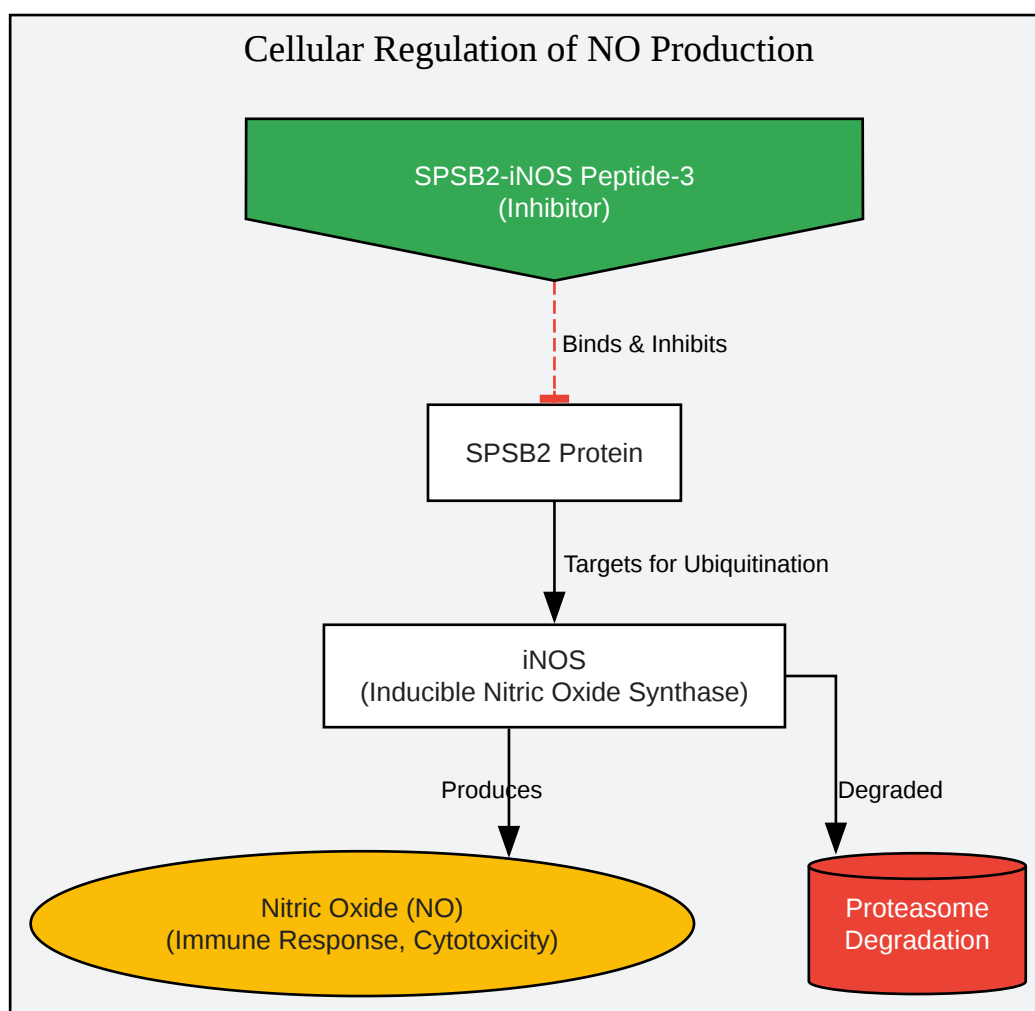 Cellular Regulation of NO Production
SPSB2-iNOS Peptide-3
(Inhibitor)
Binds & Inhibits
SPSB2 Protein
Targets for Ubiquitination
iNOS
(Inducible Nitric Oxide Synthase)
Produces
Degraded
Nitric Oxide (NO)
(Immune Response, Cytotoxicity)
Proteasome
Degradation